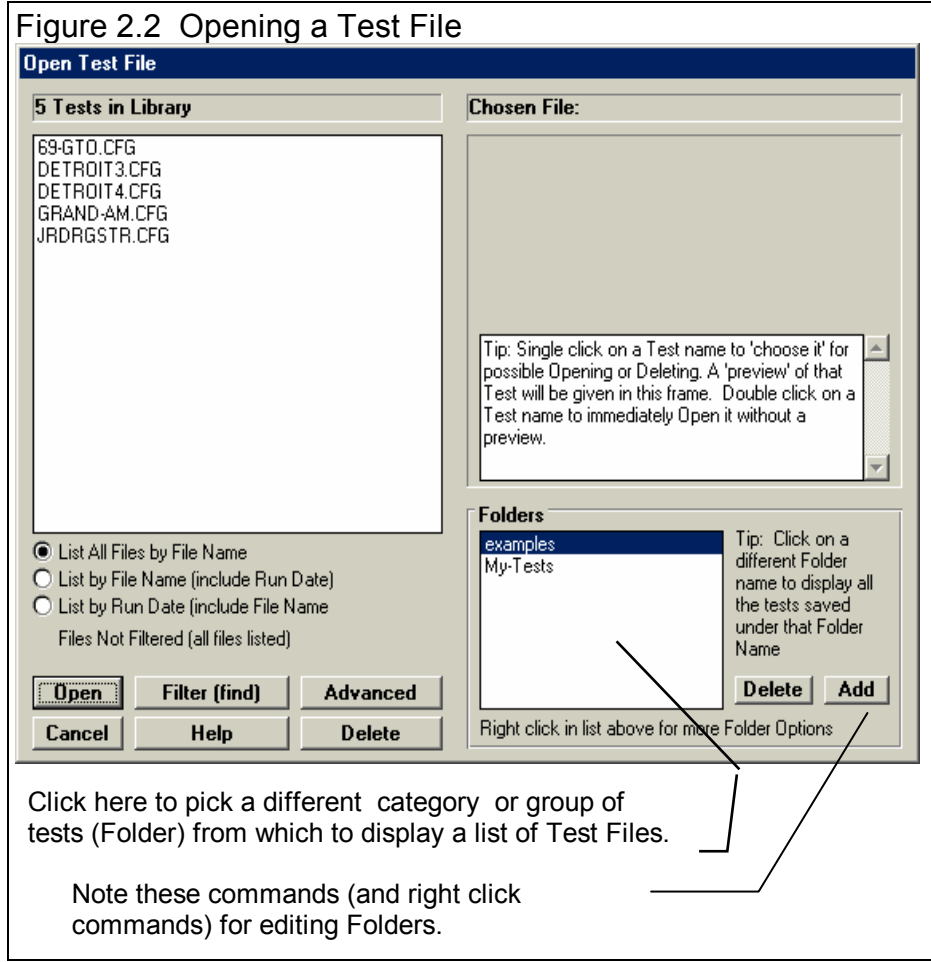 Figure 2.2  Opening a Test File
Open Test File
5 Tests in Library
69-GTO.CFG
DETROIT3.CFG
DETROIT4.CFG
GRAND-AM.CFG
JRDRGSTR.CFG
List All Files by File Name
List by File Name (include Run Date)
List by Run Date (include File Name
Files Not Filtered (all files listed)
Open
Filter (find)
Advanced
Cancel
Help
Delete
Chosen File:
Tip: Single click on a Test name to 'choose it' for
possible Opening or Deleting. A 'preview' of that
Test will be given in this frame.  Double click on a
Test name to immediately Open it without a
preview.
Folders
examples
My-Tests
Tip:  Click on a
different Folder
name to display all
the tests saved
under that Folder
Name
Delete
Add
Right click in list above for more Folder Options
Click here to pick a different  category  or group of
tests (Folder) from which to display a list of Test Files.
Note these commands (and right click
commands) for editing Folders.